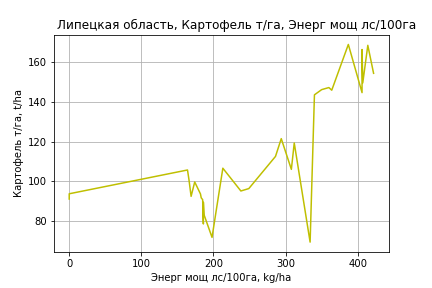 Липецкая область, Картофель т/га, Энерг мощ лс/100га
160
140
120
100
80
Картофель т/га, t/ha
0 100 200 300 400
Энерг мощ лс/100га, kg/ha